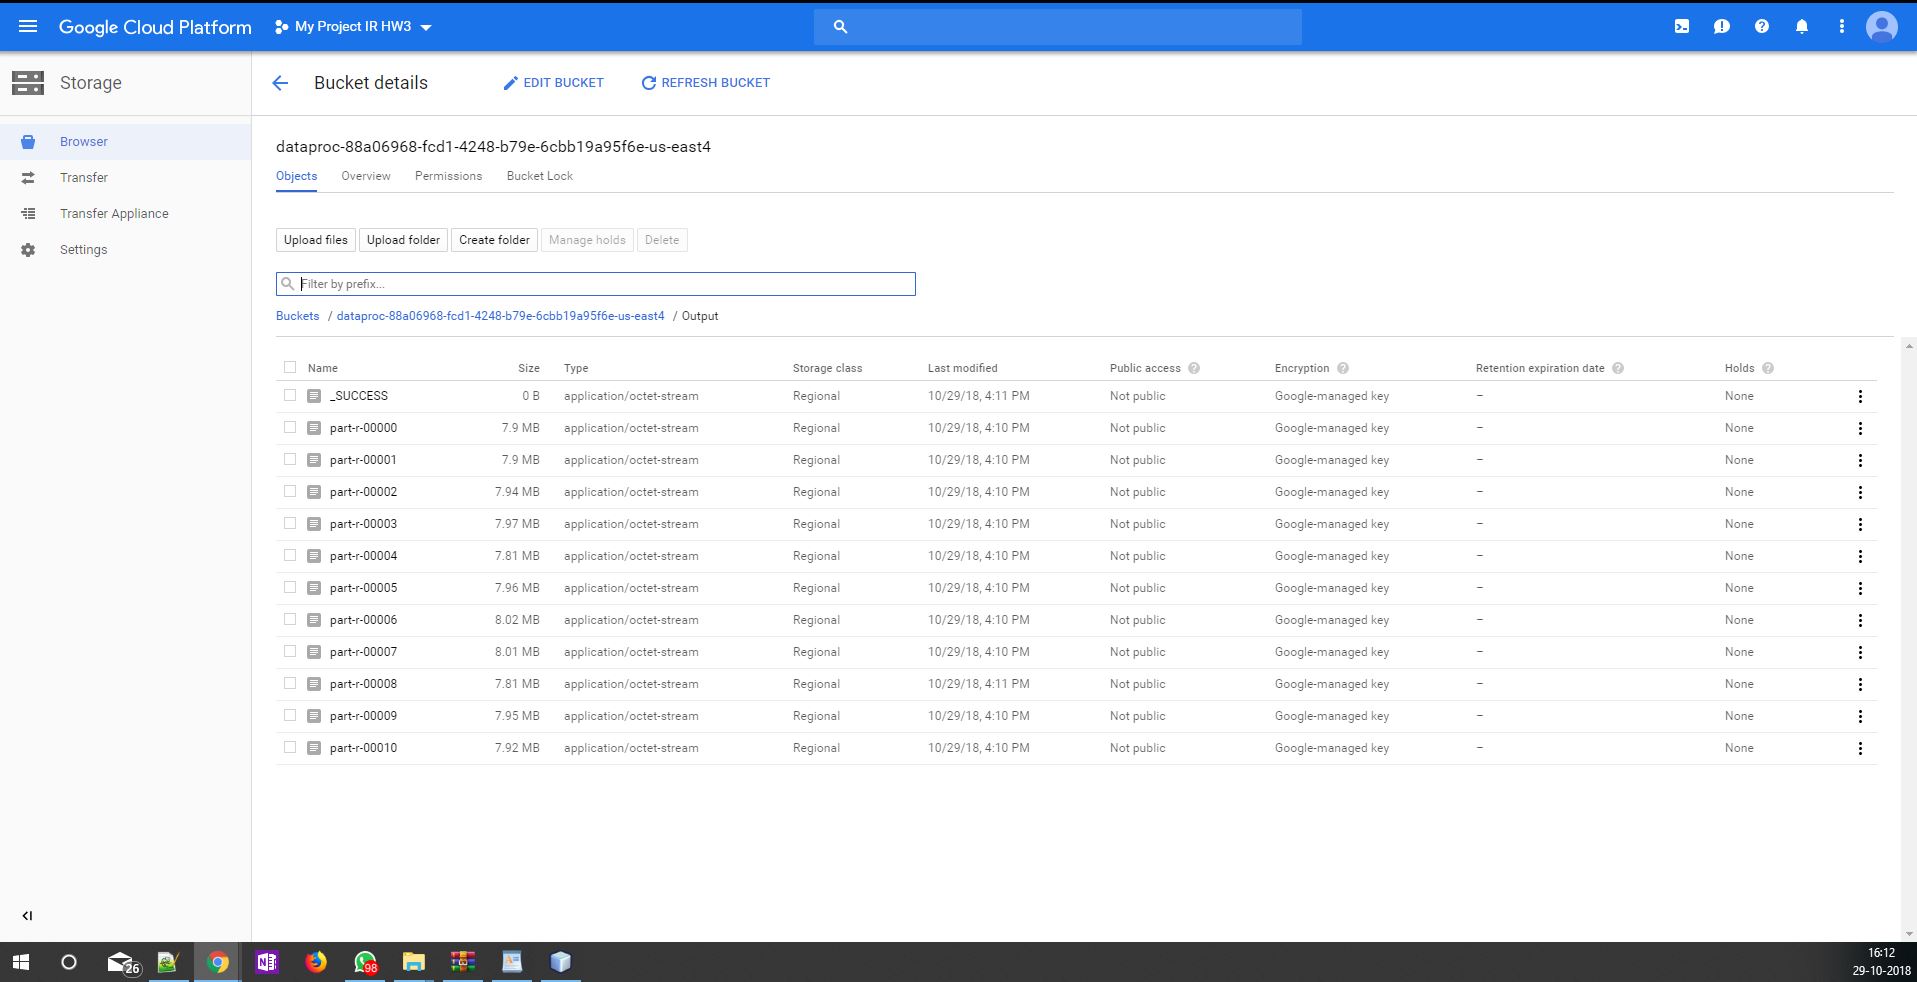 Google Cloud Platform My Project IR HW3
Storage
Bucket details EDIT BUCKET REFRESH BUCKET
Browser
Transfer
Transfer Appliance
Settings
dataproc-88a06968-fcd1-4248-b79e-6cbb19a95f6e-us-east4
Objects Overview Permissions Bucket Lock
Upload files Upload folder Create folder Manage holds Delete
Filter by prefix...
Buckets / dataproc-88a06968-fcd1-4248-b79e-6cbb19a95f6e-us-east4 / Output
Name Size Type Storage class Last modified Public access Encryption Retention expiration date Holds
_SUCCESS 0 B application/octet-stream Regional 10/29/18, 4:11 PM Not public Google-managed key – None
part-r-00000 7.9 MB application/octet-stream Regional 10/29/18, 4:10 PM Not public Google-managed key – None
part-r-00001 7.9 MB application/octet-stream Regional 10/29/18, 4:10 PM Not public Google-managed key – None
part-r-00002 7.94 MB application/octet-stream Regional 10/29/18, 4:10 PM Not public Google-managed key – None
part-r-00003 7.97 MB application/octet-stream Regional 10/29/18, 4:10 PM Not public Google-managed key – None
part-r-00004 7.81 MB application/octet-stream Regional 10/29/18, 4:10 PM Not public Google-managed key – None
part-r-00005 7.96 MB application/octet-stream Regional 10/29/18, 4:10 PM Not public Google-managed key – None
part-r-00006 8.02 MB application/octet-stream Regional 10/29/18, 4:10 PM Not public Google-managed key – None
part-r-00007 8.01 MB application/octet-stream Regional 10/29/18, 4:10 PM Not public Google-managed key – None
part-r-00008 7.81 MB application/octet-stream Regional 10/29/18, 4:11 PM Not public Google-managed key – None
part-r-00009 7.95 MB application/octet-stream Regional 10/29/18, 4:10 PM Not public Google-managed key – None
part-r-00010 7.92 MB application/octet-stream Regional 10/29/18, 4:10 PM Not public Google-managed key – None
26 98
16:12
29-10-2018